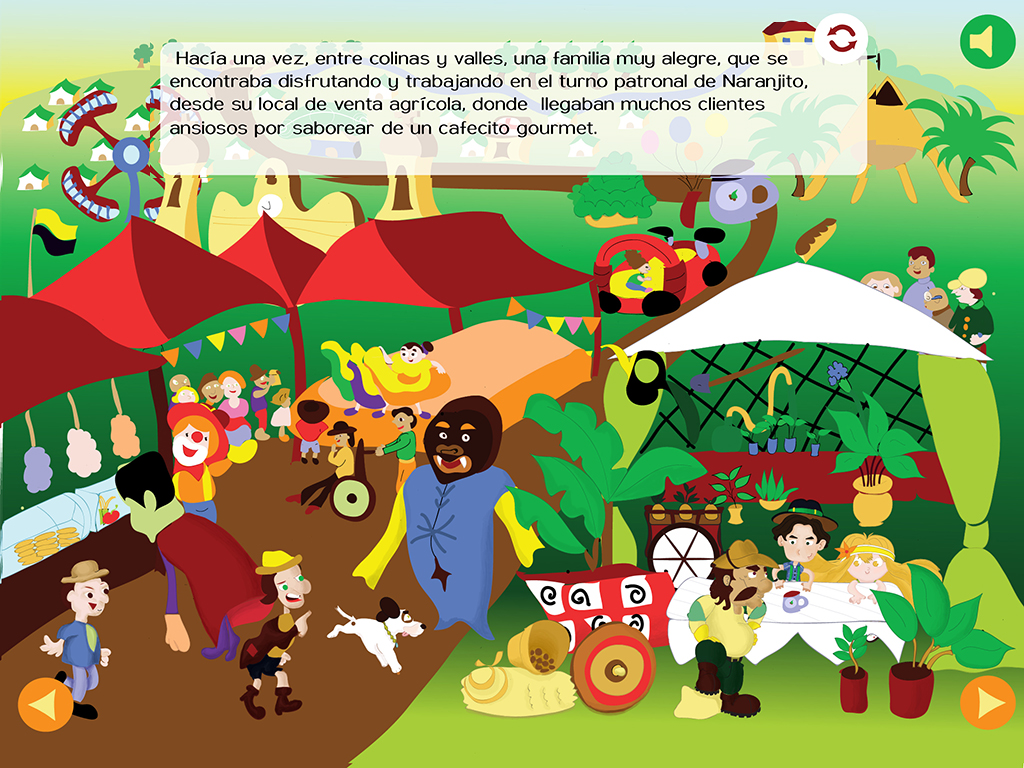 Hacía una vez, entre colinas y valles, una familia muy alegre, que se
encontraba disfrutando y trabajando en el turno patronal de Naranjito,
desde su local de venta agrícola, donde llegaban muchos clientes
ansiosos por saborear de un cafecito gourmet.